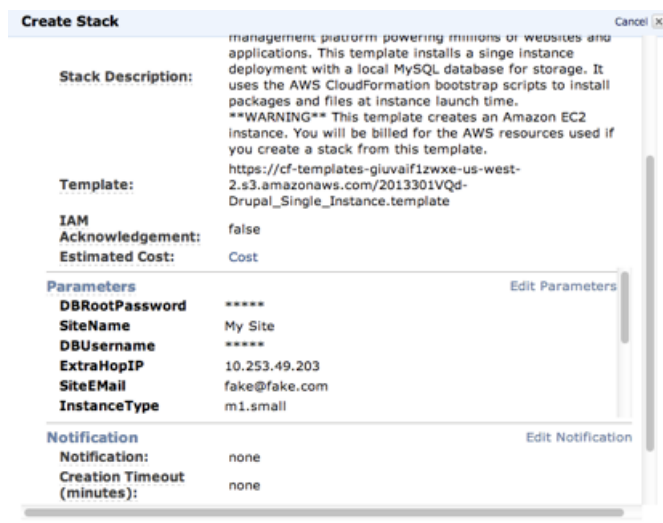 Create Stack Cancel x
management platform powering millions of websites and
applications. This template installs a singe instance
Stack Description: deployment with a local MySQL database for storage. It
uses the AWS CloudFormation bootstrap scripts to install
packages and files at instance launch time.
**WARNING** This template creates an Amazon EC2
instance. You will be billed for the AWS resources used if
you create a stack from this template.
https://cf-templates-giuvaif1zwxe-us-west-
Template: 2.s3.amazonaws.com/2013301VQd-
Drupal_Single_Instance.template
IAM
Acknowledgement: false
Estimated Cost: Cost
Parameters Edit Parameters
DBRootPassword *****
SiteName My Site
DBUsername *****
ExtraHopIP 10.253.49.203
SiteEMail fake@fake.com
InstanceType m1.small
Notification Edit Notification
Notification: none
Creation Timeout
(minutes): none